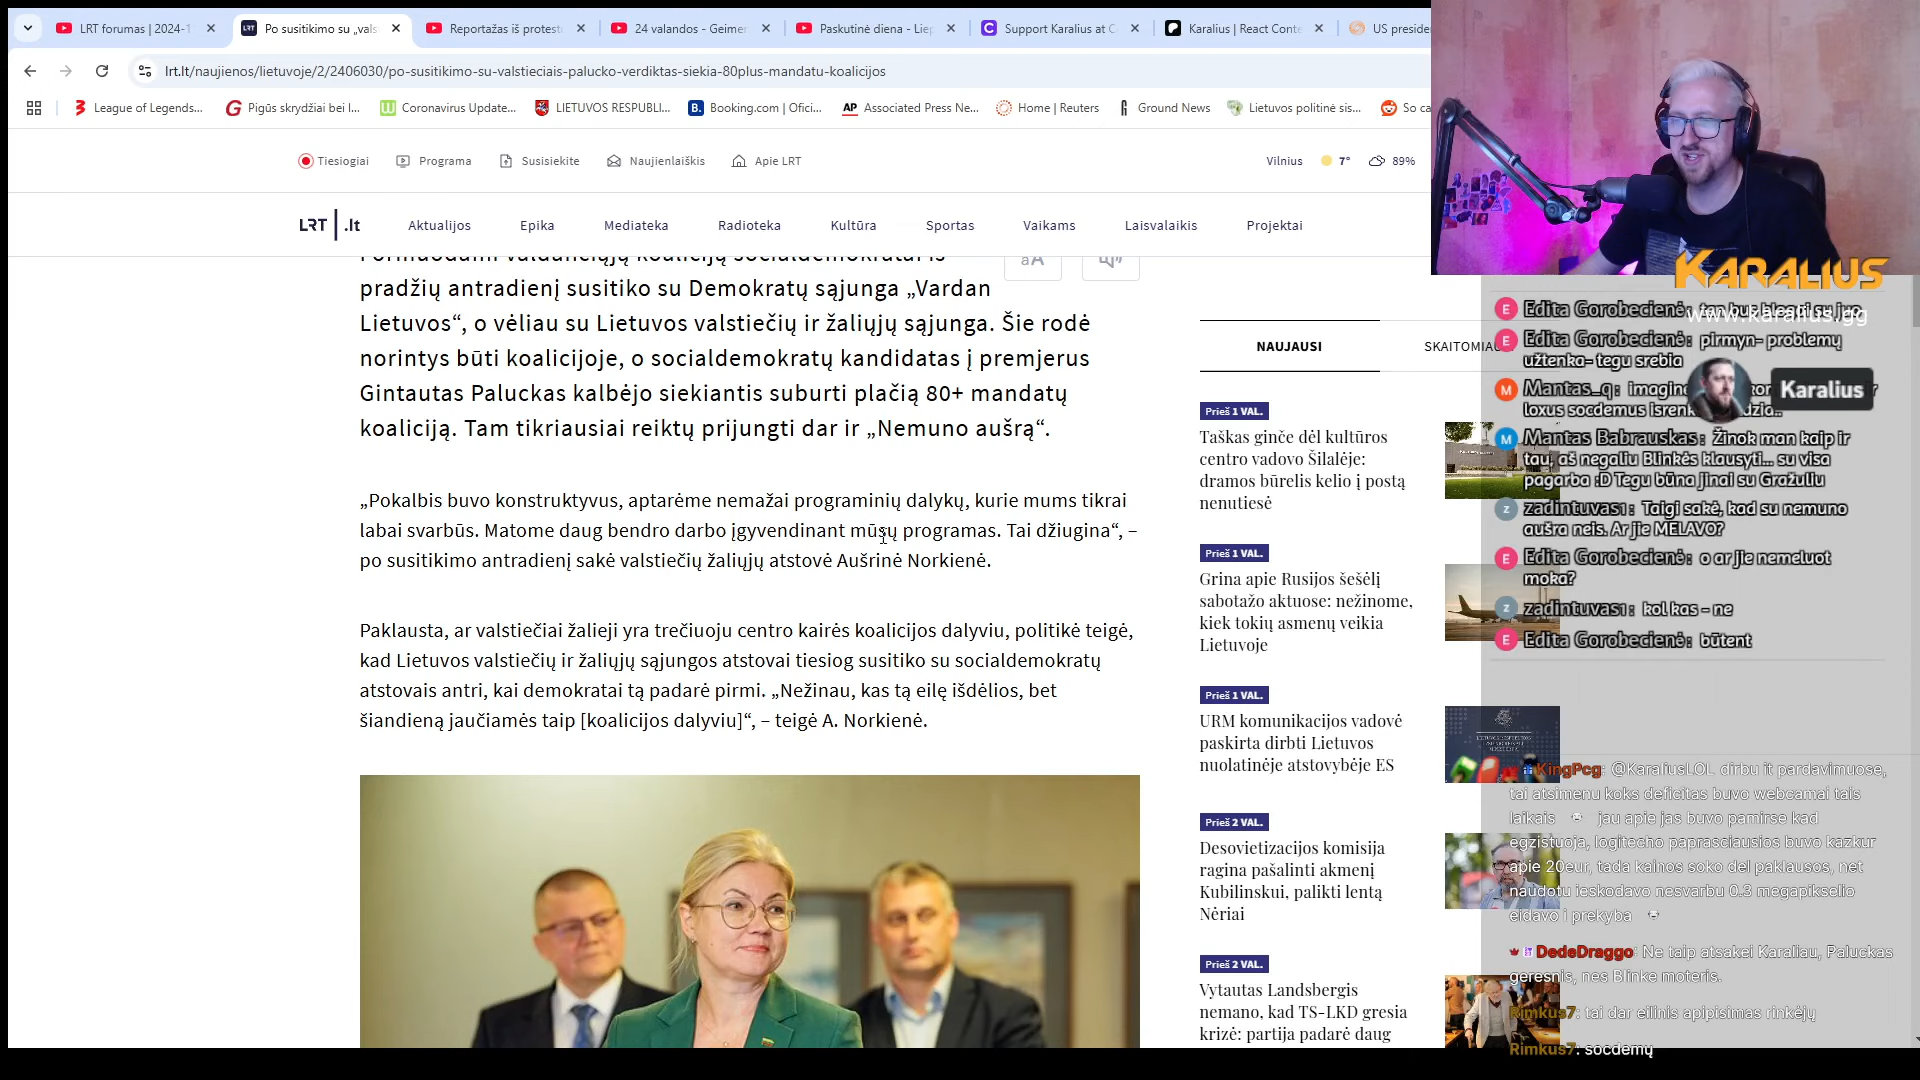 LRT forumas | 2024-1
Po susitikimo su „vals
Reportažas iš protest
24 valandos - Geimer
Paskutinė diena - Liep
Support Karalius at C
Karalius | React Conte
US preside
lrt.lt/naujienos/lietuvoje/2/2406030/po-susitikimo-su-valstieciais-palucko-verdiktas-siekia-80plus-mandatu-koalicijos
League of Legends...
Pigūs skrydžiai bei l...
Coronavirus Update...
LIETUVOS RESPUBLI...
Booking.com | Ofici...
AP Associated Press Ne...
Home | Reuters
Ground News
Lietuvos politinė sis...
So ca
Tiesiogiai
Programa
Susisiekite
Naujienlaiškis
Apie LRT
Vilnius
7°
89%
LRT .lt
Aktualijos
Epika
Mediateka
Radioteka
Kultūra
Sportas
Vaikams
Laisvalaikis
Projektai
Formuodami valdančiąją koaliciją socialdemokratai iš
pradžių antradienį susitiko su Demokratų sąjunga „Vardan
Lietuvos“, o vėliau su Lietuvos valstiečių ir žaliųjų sąjunga. Šie rodė
norintys būti koalicijoje, o socialdemokratų kandidatas į premjerus
Gintautas Paluckas kalbėjo siekiantis suburti plačią 80+ mandatų
koaliciją. Tam tikriausiai reiktų prijungti dar ir „Nemuno aušrą“.
aA
„Pokalbis buvo konstruktyvus, aptarėme nemažai programinių dalykų, kurie mums tikrai
labai svarbūs. Matome daug bendro darbo įgyvendinant mūsų programas. Tai džiugina“, –
po susitikimo antradienį sakė valstiečių žaliųjų atstovė Aušrinė Norkienė.
Paklausta, ar valstiečiai žalieji yra trečiuoju centro kairės koalicijos dalyviu, politikė teigė,
kad Lietuvos valstiečių ir žaliųjų sąjungos atstovai tiesiog susitiko su socialdemokratų
atstovais antri, kai demokratai tą padarė pirmi. „Nežinau, kas tą eilę išdėlios, bet
šiandieną jaučiamės taip [koalicijos dalyviu]“, – teigė A. Norkienė.
NAUJAUSI
SKAITOMIAUSI
Prieš 1 VAL.
Taškas ginče dėl kultūros
centro vadovo Šilalėje:
dramos būrelis kelio į postą
nenutiesė
Prieš 1 VAL.
Grina apie Rusijos šešėlį
sabotažo aktuose: nežinome,
kiek tokių asmenų veikia
Lietuvoje
Prieš 1 VAL.
URM komunikacijos vadovė
paskirta dirbti Lietuvos
nuolatinėje atstovybėje ES
Prieš 2 VAL.
Desovietizacijos komisija
ragina pašalinti akmenį
Kubilinskui, palikti lentą
Nėriai
Prieš 2 VAL.
Vytautas Landsbergis
nemano, kad TS-LKD gresia
krizė: partija padarė daug
KARALIUS
www.karalius.gg
Karalius
Edita Gorobecienė: ten bus blogai su juo
Edita Gorobecienė: pirmyn- problemų
užtenka- tegu srebia
Mantas_q: imagine
loxus socdemus isrenk
Mantas Babrauskas: Žinok man kaip ir
tau, aš negaliu Blinkės klausyti... su visa
pagarba :D Tegu būna jinai su Gražuliu
zadintuvas1: Taigi sakė, kad su nemuno
aušra neis. Ar jie MELAVO?
Edita Gorobecienė: o ar jie nemeluot
moka?
zadintuvas1: kol kas - ne
Edita Gorobecienė: būtent
KingPcg: @KaraliusLOL dirbu it pardavimuose,
tai atsimenu koks deficitas buvo webcamai tais
laikais jau apie jas buvo pamirse kad
egzistuoja, logitecho paprasciausios buvo kazkur
apie 20eur, tada kainos soko del paklausos, net
naudotu ieskodavo nesvarbu 0.3 megapikselio
eidavo i prekyba
DedeDraggo: Ne taip atsakei Karaliau, Paluckas
geresnis, nes Blinke moteris.
Rimkus7: tai dar eilinis apipisimas rinkėjų
Rimkus7: socdemų